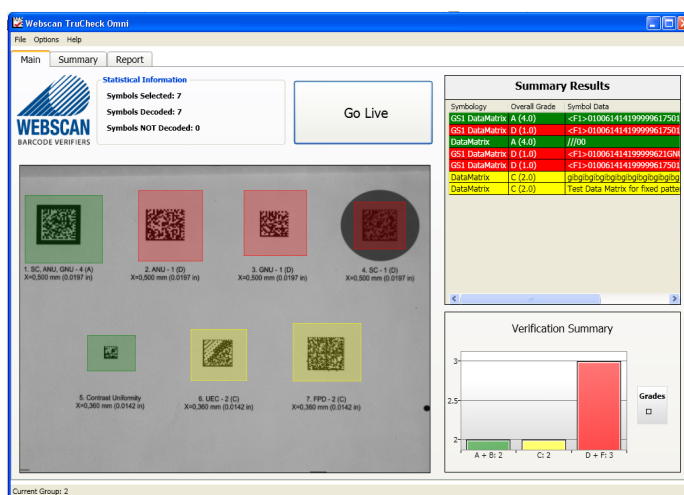 Webscan TruCheck Omni
File Options Help
Main Summary Report
WEBSCAN
BARCODE VERIFIERS
Statistical Information
Symbols Selected: 7
Symbols Decoded: 7
Symbols NOT Decoded: 0
Go Live
1. SC, ANU, GNU - 4 (A)
X=0,500 mm (0.0197 in)
2. ANU - 1 (D)
X=0,500 mm (0.0197 in)
3. GNU - 1 (D)
X=0,500 mm (0.0197 in)
4. SC - 1 (D)
X=0,500 mm (0.0197 in)
5. Contrast Uniformity
X=0,360 mm (0.0142 in)
6. UEC - 2 (C)
X=0,360 mm (0.0142 in)
7. FPD - 2 (C)
X=0,360 mm (0.0142 in)
Summary Results
Symbology Overall Grade Symbol Data
GS1 DataMatrix A (4.0) <F1>010061414199999617501
GS1 DataMatrix D (1.0) <F1>010061414199999617501
DataMatrix A (4.0) ///00
GS1 DataMatrix D (1.0) <F1>010061414199999621GNU
GS1 DataMatrix D (1.0) <F1>010061414199999617501
DataMatrix C (2.0) gibgibgibgibgibgibgibgibgibgib
DataMatrix C (2.0) Test Data Matrix for fixed patte
Verification Summary
3
2.5
2
A + B: 2 C: 2 D + F: 3
Grades
Current Group: 2